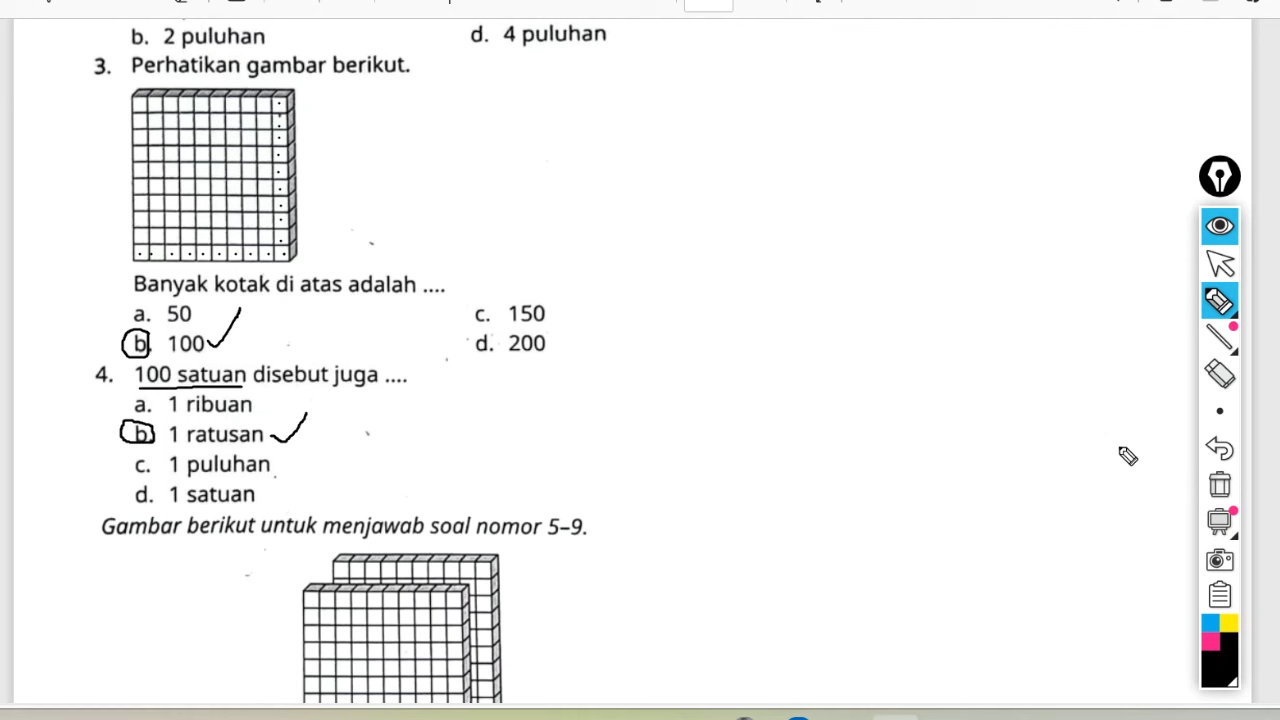 b. 2 puluhan
d. 4 puluhan
3. Perhatikan gambar berikut.
Banyak kotak di atas adalah ....
a. 50
c. 150
b. 100
d. 200
4. 100 satuan disebut juga ....
a. 1 ribuan
b. 1 ratusan
c. 1 puluhan
d. 1 satuan
Gambar berikut untuk menjawab soal nomor 5–9.